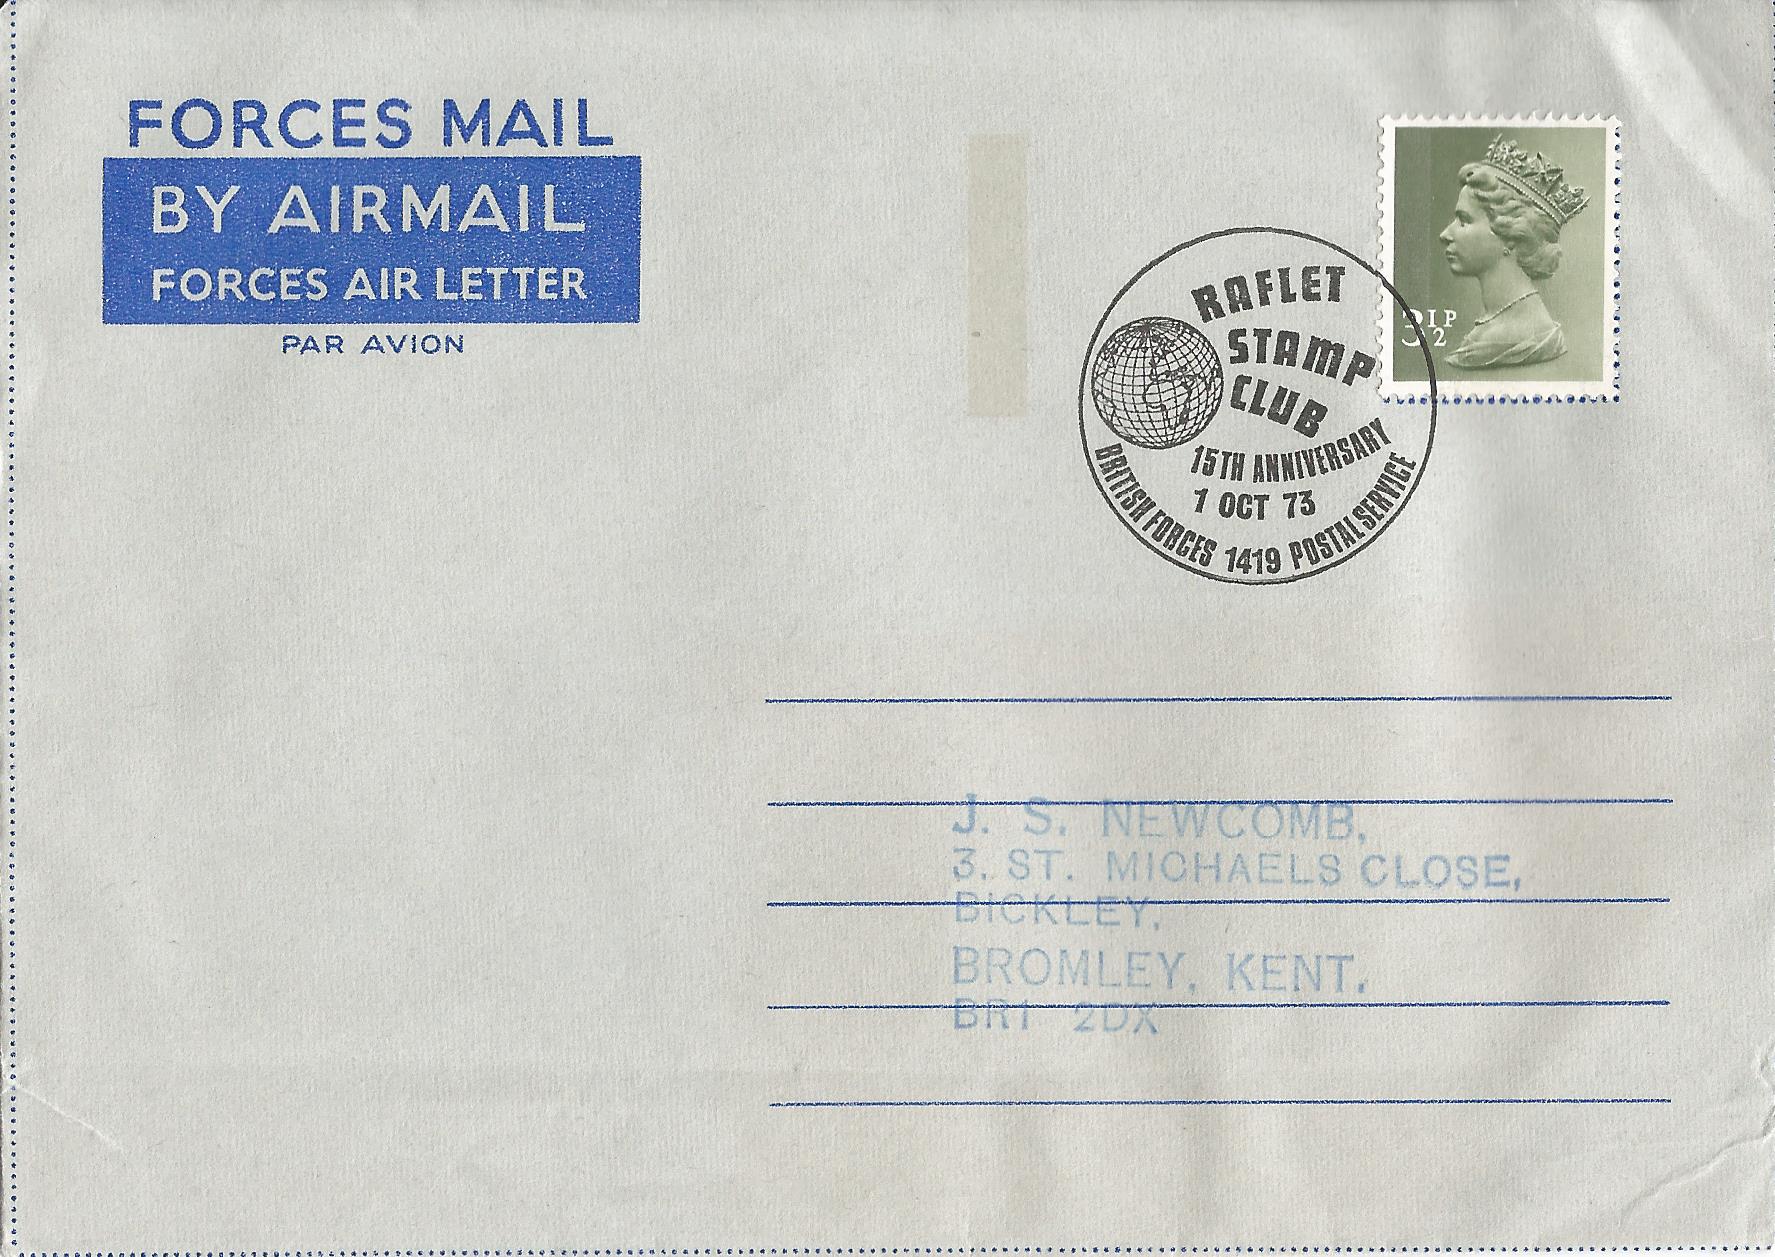 FORCES MAIL
BY AIRMAIL
FORCES AIR LETTER
PAR AVION
3½P
RAFLET
STAMP
CLUB
15TH ANNIVERSARY
1 OCT 73
BRITISH FORCES 1419 POSTAL SERVICE
J. S. NEWCOMB,
3. ST. MICHAELS CLOSE,
BICKLEY,
BROMLEY, KENT.
BR1 2DX